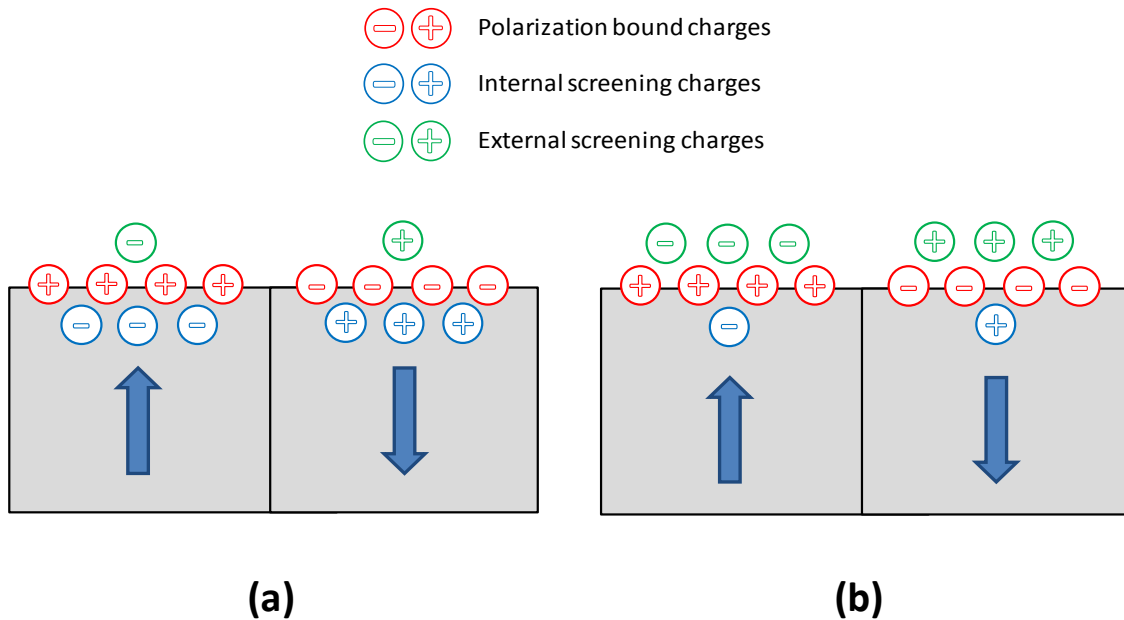 Polarization bound charges
Internal screening charges
External screening charges
(a)
(b)